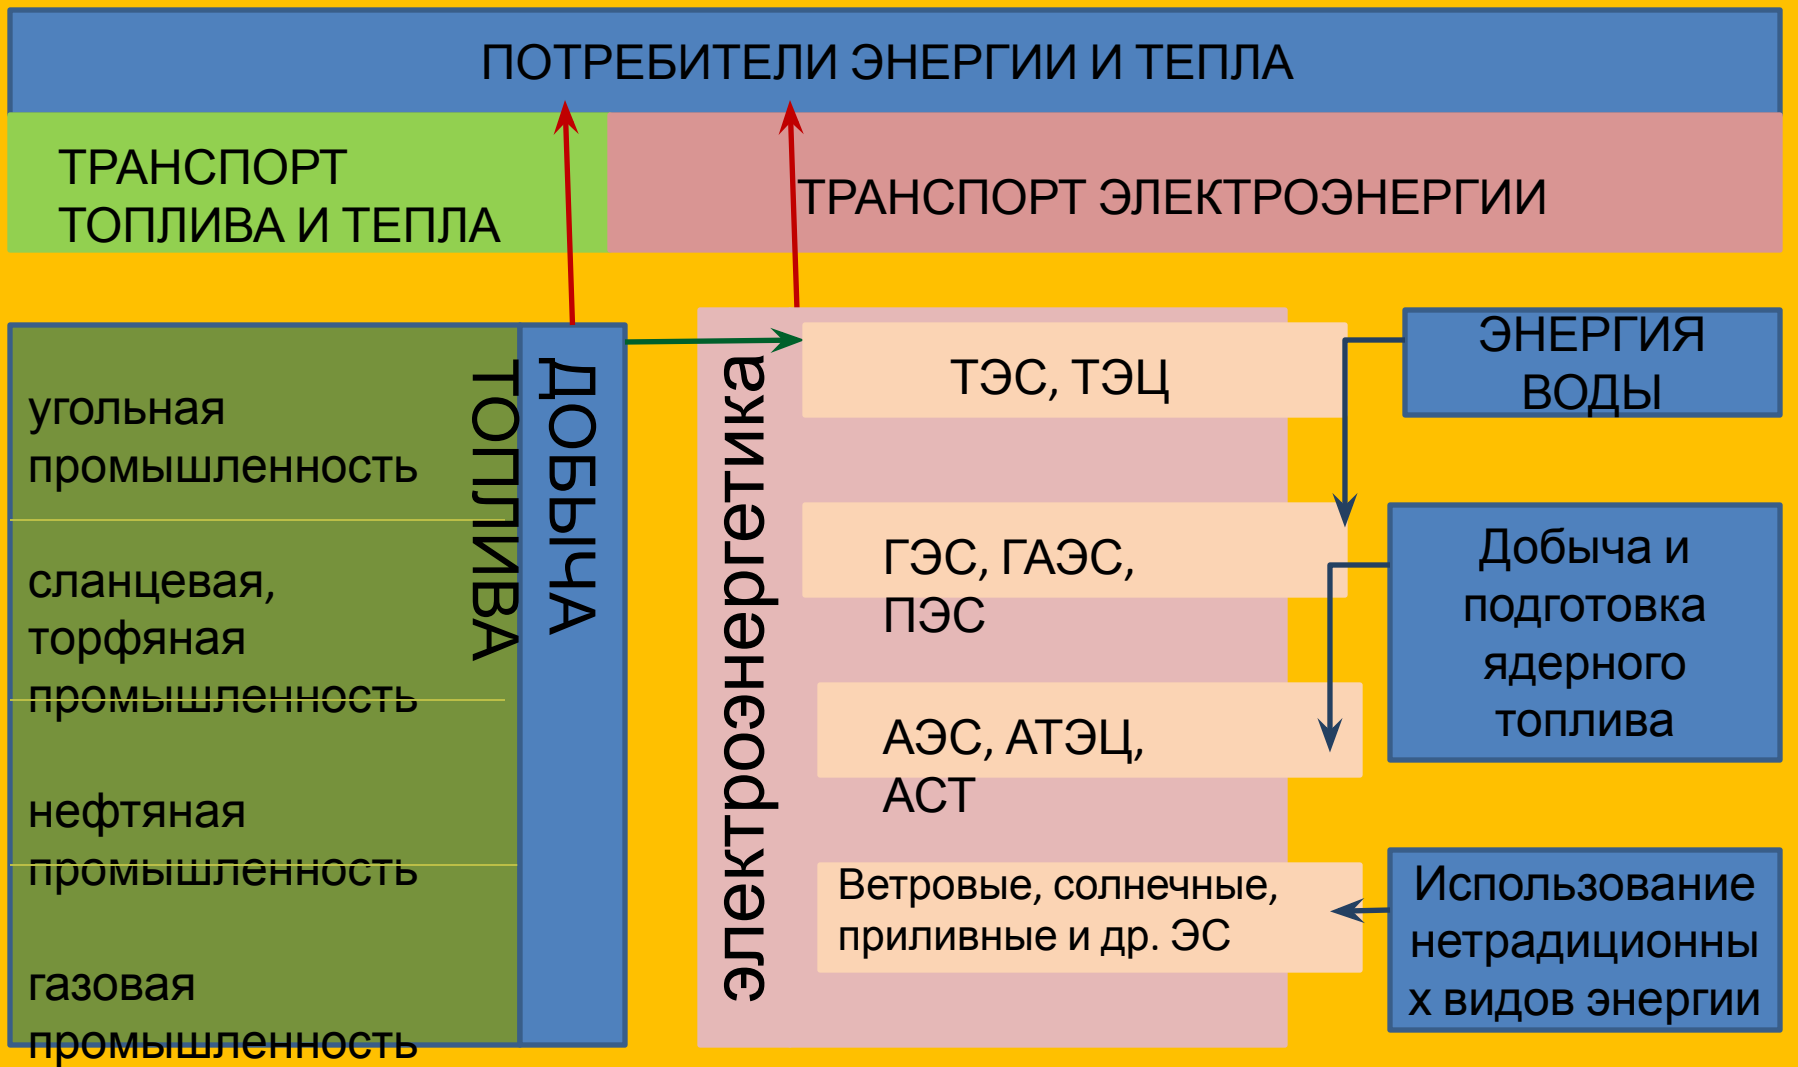 ПОТРЕБИТЕЛИ ЭНЕРГИИ И ТЕПЛА
ТРАНСПОРТ
ТОПЛИВА И ТЕПЛА
ТРАНСПОРТ ЭЛЕКТРОЭНЕРГИИ
угольная
промышленность
сланцевая,
торфяная
промышленность
нефтяная
промышленность
газовая
промышленность
ДОБЫЧА
ТОПЛИВА
электроэнергетика
ТЭС, ТЭЦ
ГЭС, ГАЭС,
ПЭС
АЭС, АТЭЦ,
АСТ
Ветровые, солнечные,
приливные и др. ЭС
ЭНЕРГИЯ
ВОДЫ
Добыча и
подготовка
ядерного
топлива
Использование
нетрадиционны
х видов энергии